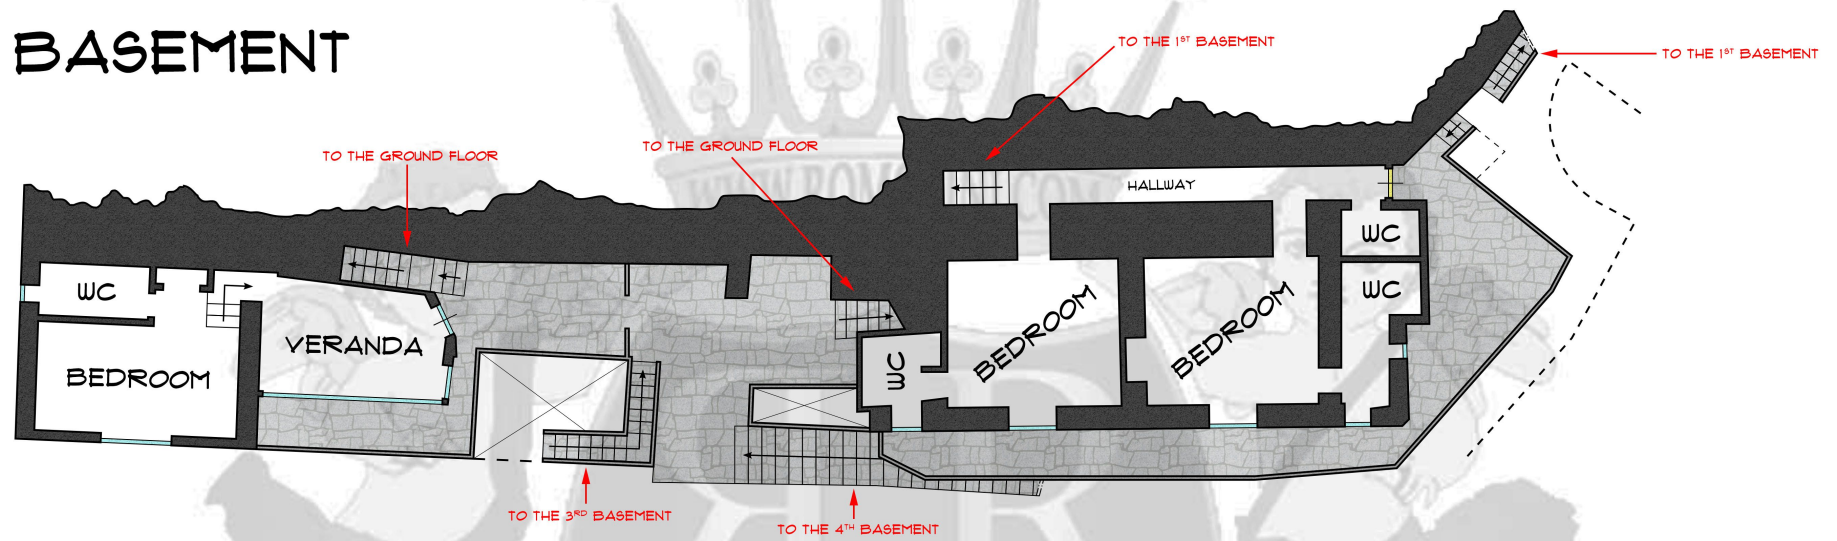 BASEMENT
TO THE 1ST BASEMENT
TO THE 1ST BASEMENT
TO THE GROUND FLOOR
TO THE GROUND FLOOR
HALLWAY
WC
WC
WC
WC
BEDROOM
VERANDA
BEDROOM
BEDROOM
TO THE 3RD BASEMENT
TO THE 4TH BASEMENT